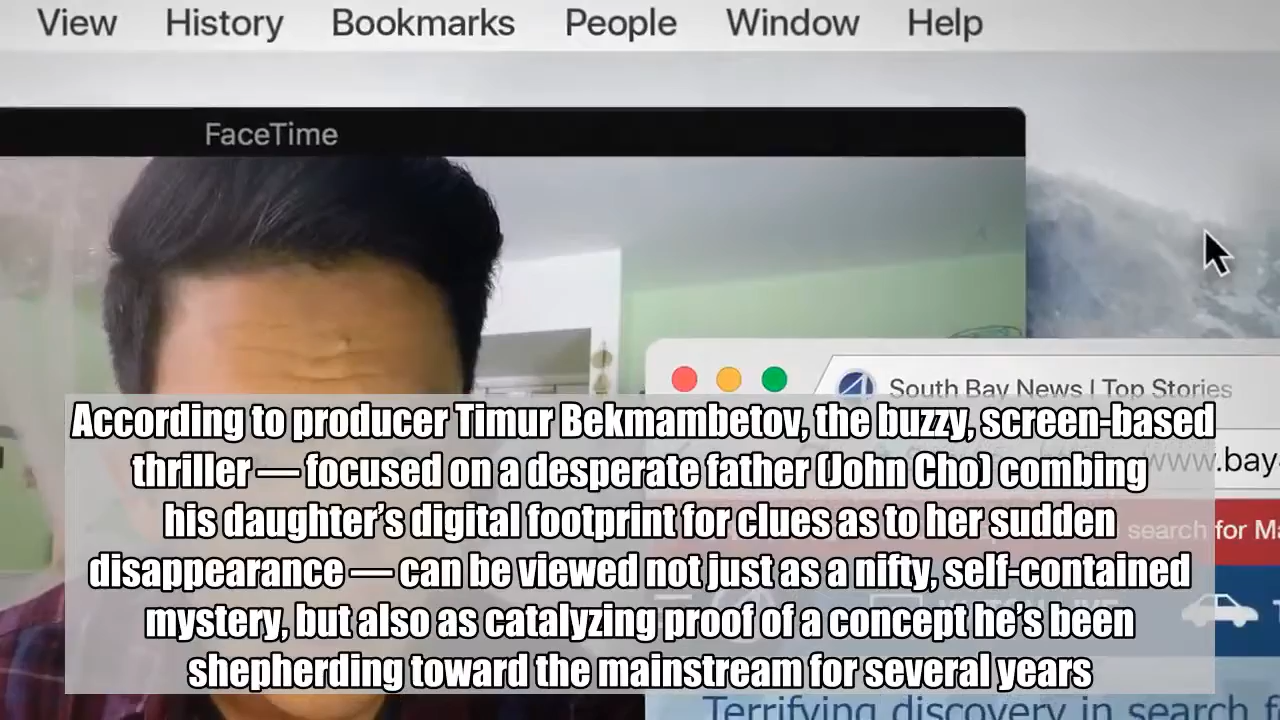 View History Bookmarks People Window Help
FaceTime
South Bay News | Top Stories
www.bay
According to producer Timur Bekmambetov, the buzzy, screen-based
thriller — focused on a desperate father (John Cho) combing
his daughter's digital footprint for clues as to her sudden
disappearance — can be viewed not just as a nifty, self-contained
mystery, but also as catalyzing proof of a concept he's been
shepherding toward the mainstream for several years
search for
Terrifying discovery in search